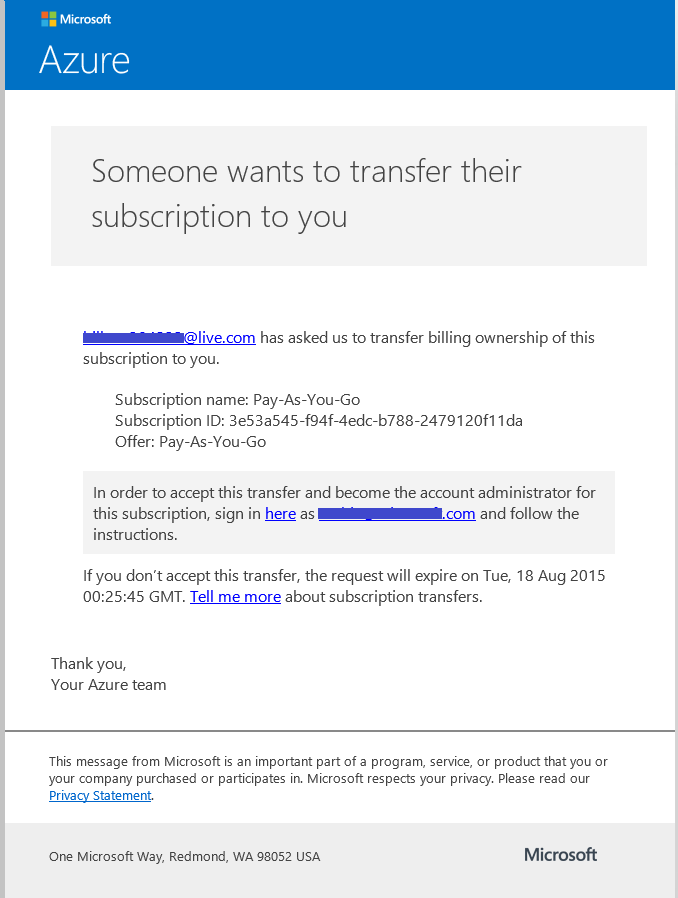 Microsoft
Azure
Someone wants to transfer their
subscription to you
@live.com has asked us to transfer billing ownership of this
subscription to you.
Subscription name: Pay-As-You-Go
Subscription ID: 3e53a545-f94f-4edc-b788-2479120f11da
Offer: Pay-As-You-Go
In order to accept this transfer and become the account administrator for
this subscription, sign in here as .com and follow the
instructions.
If you don’t accept this transfer, the request will expire on Tue, 18 Aug 2015
00:25:45 GMT. Tell me more about subscription transfers.
Thank you,
Your Azure team
This message from Microsoft is an important part of a program, service, or product that you or
your company purchased or participates in. Microsoft respects your privacy. Please read our
Privacy Statement.
One Microsoft Way, Redmond, WA 98052 USA
Microsoft